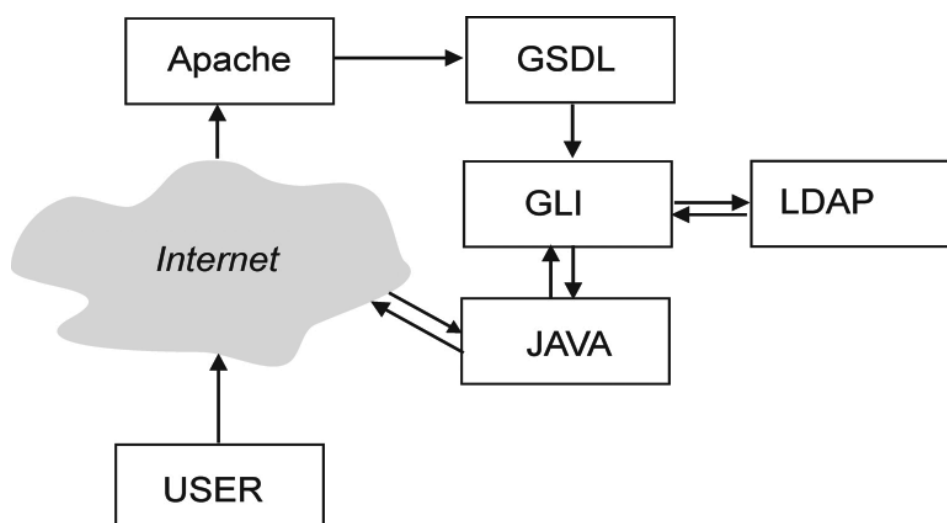 Apache
GSDL
GLI
LDAP
Internet
JAVA
USER